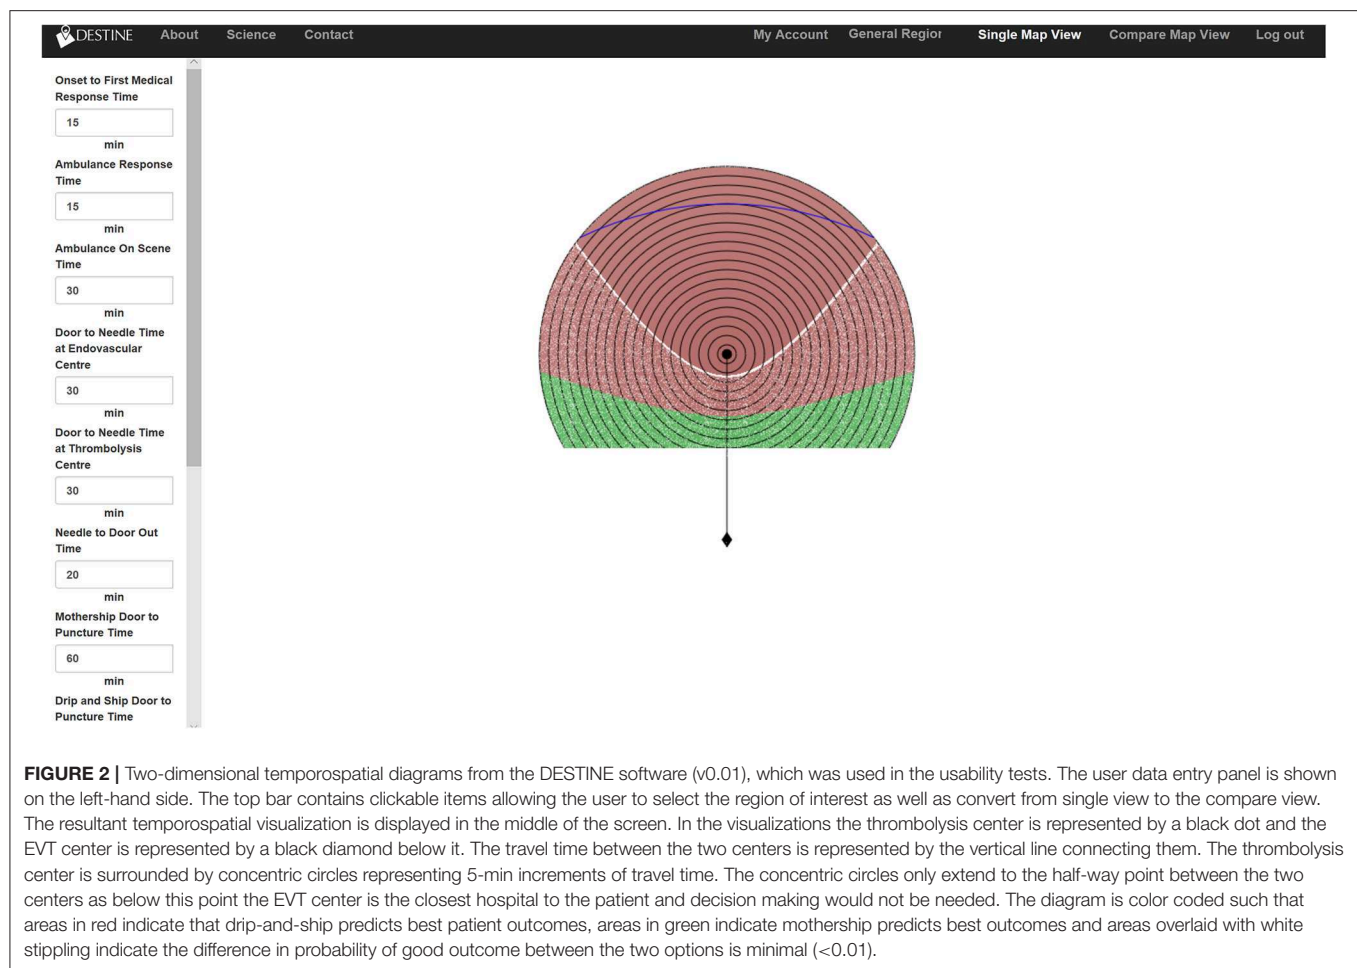 DESTINE About Science Contact My Account General Region Single Map View Compare Map View Log out
Onset to First Medical
Response Time
15
min
Ambulance Response
Time
15
min
Ambulance On Scene
Time
30
min
Door to Needle Time
at Endovascular
Centre
30
min
Door to Needle Time
at Thrombolysis
Centre
30
min
Needle to Door Out
Time
20
min
Mothership Door to
Puncture Time
60
min
Drip and Ship Door to
Puncture Time
FIGURE 2 | Two-dimensional temporospatial diagrams from the DESTINE software (v0.01), which was used in the usability tests. The user data entry panel is shown
on the left-hand side. The top bar contains clickable items allowing the user to select the region of interest as well as convert from single view to the compare view.
The resultant temporospatial visualization is displayed in the middle of the screen. In the visualizations the thrombolysis center is represented by a black dot and the
EVT center is represented by a black diamond below it. The travel time between the two centers is represented by the vertical line connecting them. The thrombolysis
center is surrounded by concentric circles representing 5-min increments of travel time. The concentric circles only extend to the half-way point between the two
centers as below this point the EVT center is the closest hospital to the patient and decision making would not be needed. The diagram is color coded such that
areas in red indicate that drip-and-ship predicts best patient outcomes, areas in green indicate mothership predicts best outcomes and areas overlaid with white
stippling indicate the difference in probability of good outcome between the two options is minimal (<0.01).